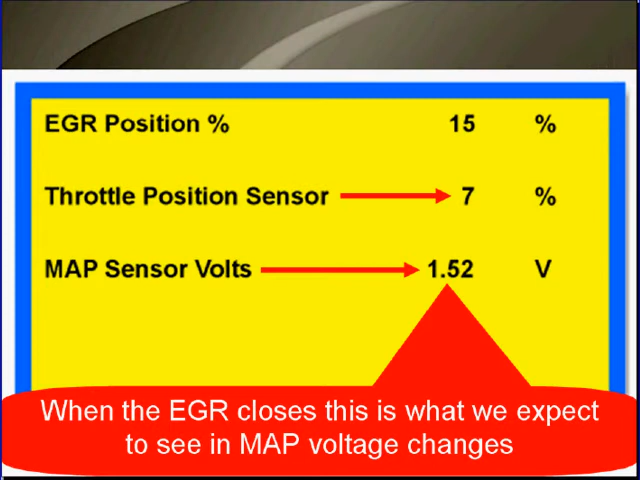 EGR Position % 15 %
Throttle Position Sensor 7 %
MAP Sensor Volts 1.52 V
When the EGR closes this is what we expect
to see in MAP voltage changes